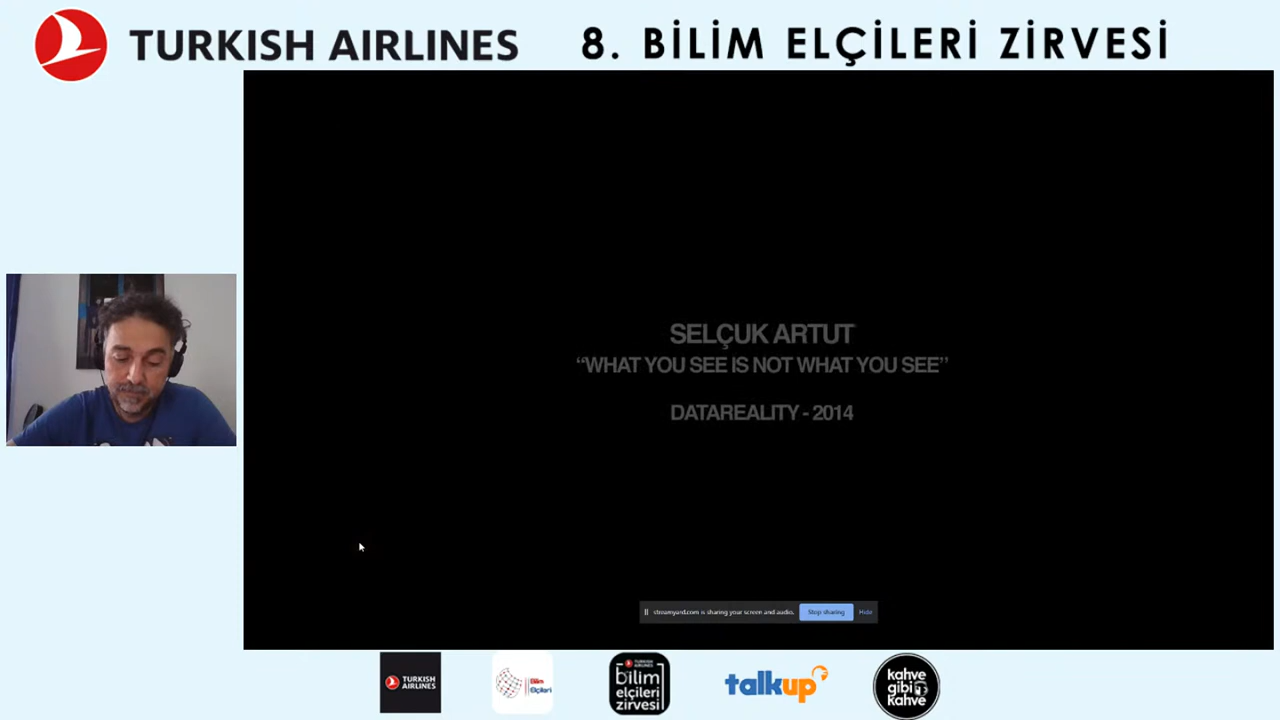 TURKISH AIRLINES
8. BİLİM ELÇİLERİ ZİRVESİ
SELÇUK ARTUT
“WHAT YOU SEE IS NOT WHAT YOU SEE”
DATAREALITY - 2014
streamyard.com is sharing your screen and audio.
Stop sharing
Hide
TURKISH AIRLINES
Bilim Elçileri
TURKISH AIRLINES
bilim
elçileri
zirvesi
talkup
kahve
gibi
kahve